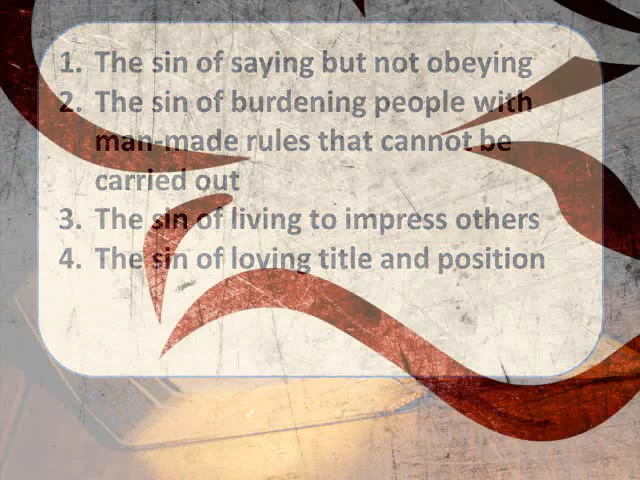 1. The sin of saying but not obeying
2. The sin of burdening people with
man-made rules that cannot be
carried out
3. The sin of living to impress others
4. The sin of loving title and position